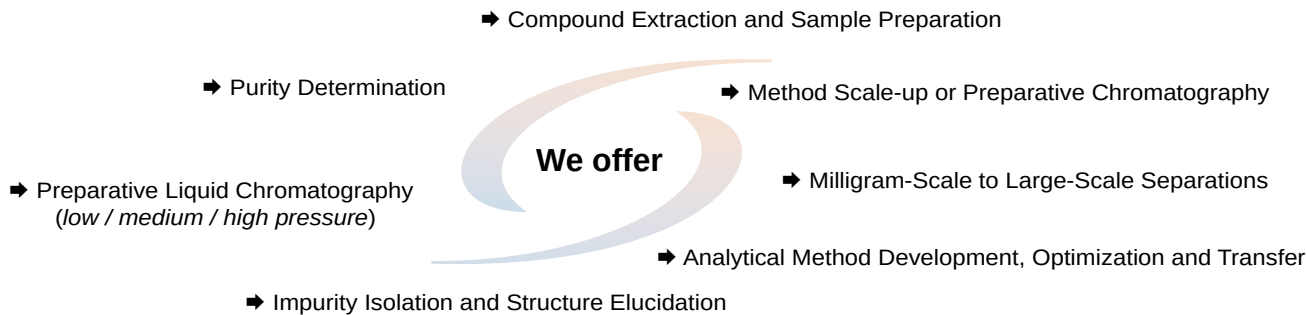 ➨ Compound Extraction and Sample Preparation
➨ Purity Determination
➨ Method Scale-up or Preparative Chromatography
We offer
➨ Milligram-Scale to Large-Scale Separations
➨ Preparative Liquid Chromatography
(low / medium / high pressure)
➨ Analytical Method Development, Optimization and Transfer
➨ Impurity Isolation and Structure Elucidation